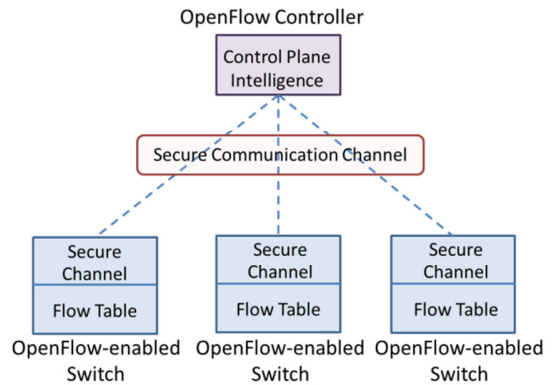 OpenFlow Controller
Control Plane
Intelligence
Secure Communication Channel
Secure
Channel
Flow Table
OpenFlow-enabled
Switch
Secure
Channel
Flow Table
OpenFlow-enabled
Switch
Secure
Channel
Flow Table
OpenFlow-enabled
Switch